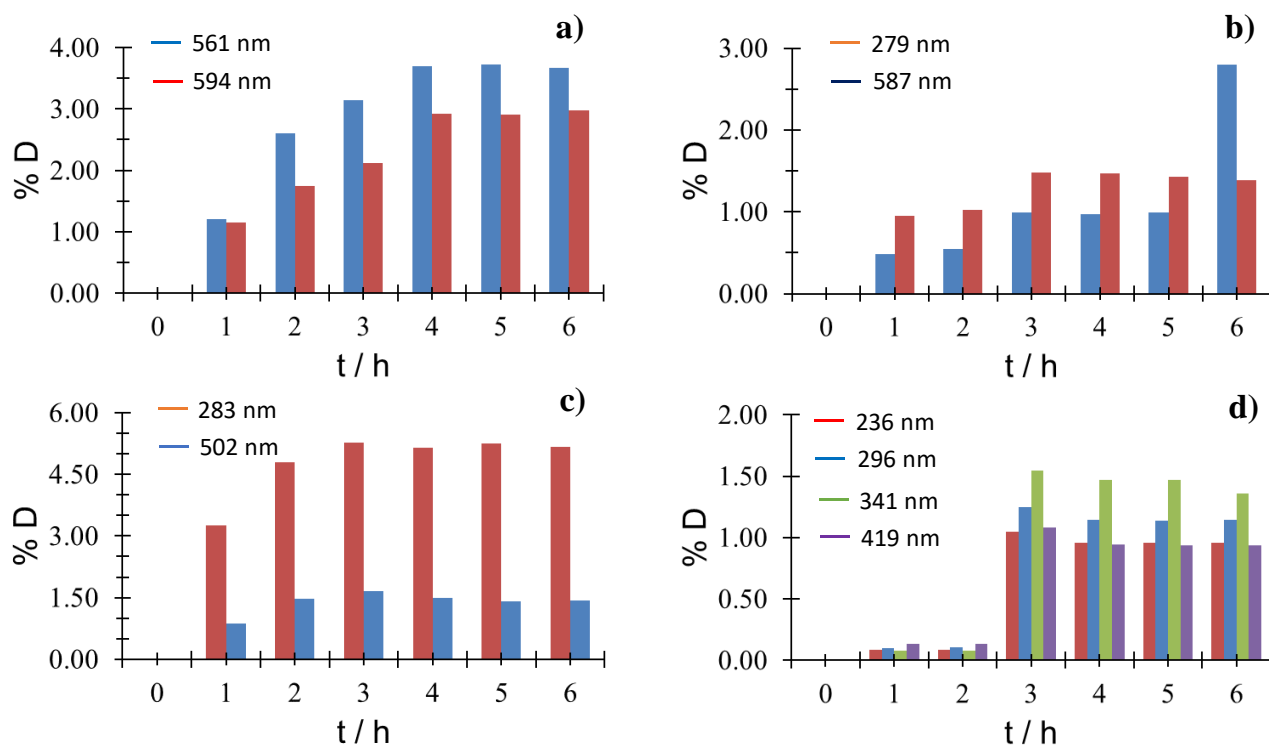 a)
561 nm
594 nm
4.00
3.00
2.00
1.00
0.00
% D
0 1 2 3 4 5 6
t / h
b)
279 nm
587 nm
3.00
2.00
1.00
0.00
% D
0 1 2 3 4 5 6
t / h
c)
283 nm
502 nm
6.00
4.50
3.00
1.50
0.00
% D
0 1 2 3 4 5 6
t / h
d)
236 nm
296 nm
341 nm
419 nm
2.00
1.50
1.00
0.50
0.00
% D
0 1 2 3 4 5 6
t / h